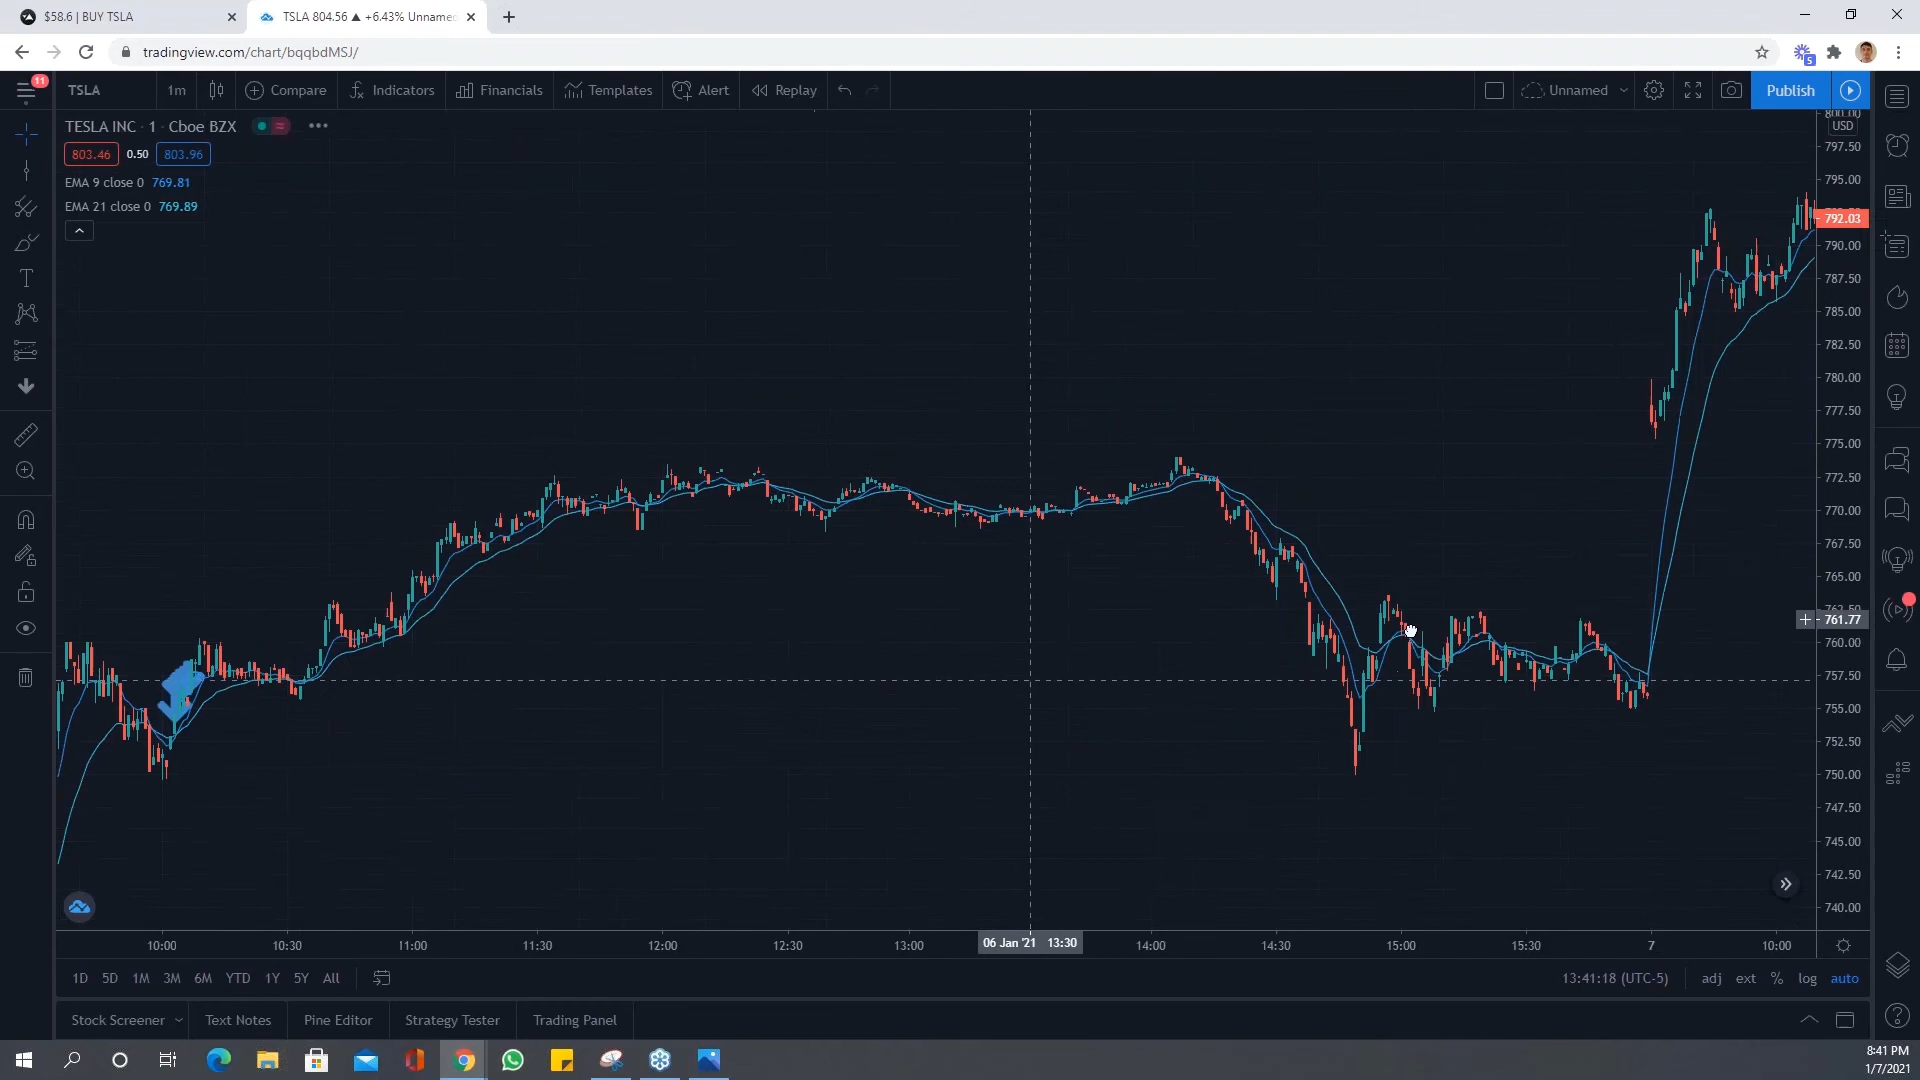 $58.6 | BUY TSLA
TSLA 804.56 ▲ +6.43% Unnamed
tradingview.com/chart/bqqbdMSJ/
5
11
TSLA
1m
Compare
Indicators
Financials
Templates
Alert
Replay
Unnamed
Publish
TESLA INC · 1 · Cboe BZX
803.46 0.50 803.96
EMA 9 close 0 769.81
EMA 21 close 0 769.89
800.00
USD
797.50
795.00
792.03
790.00
787.50
785.00
782.50
780.00
777.50
775.00
772.50
770.00
767.50
765.00
762.50
761.77
760.00
757.50
755.00
752.50
750.00
747.50
745.00
742.50
740.00
10:00 10:30 11:00 11:30 12:00 12:30 13:00 06 Jan '21 13:30 14:00 14:30 15:00 15:30 7 10:00
1D 5D 1M 3M 6M YTD 1Y 5Y All
13:41:18 (UTC-5) adj ext % log auto
Stock Screener Text Notes Pine Editor Strategy Tester Trading Panel
8:41 PM
1/7/2021